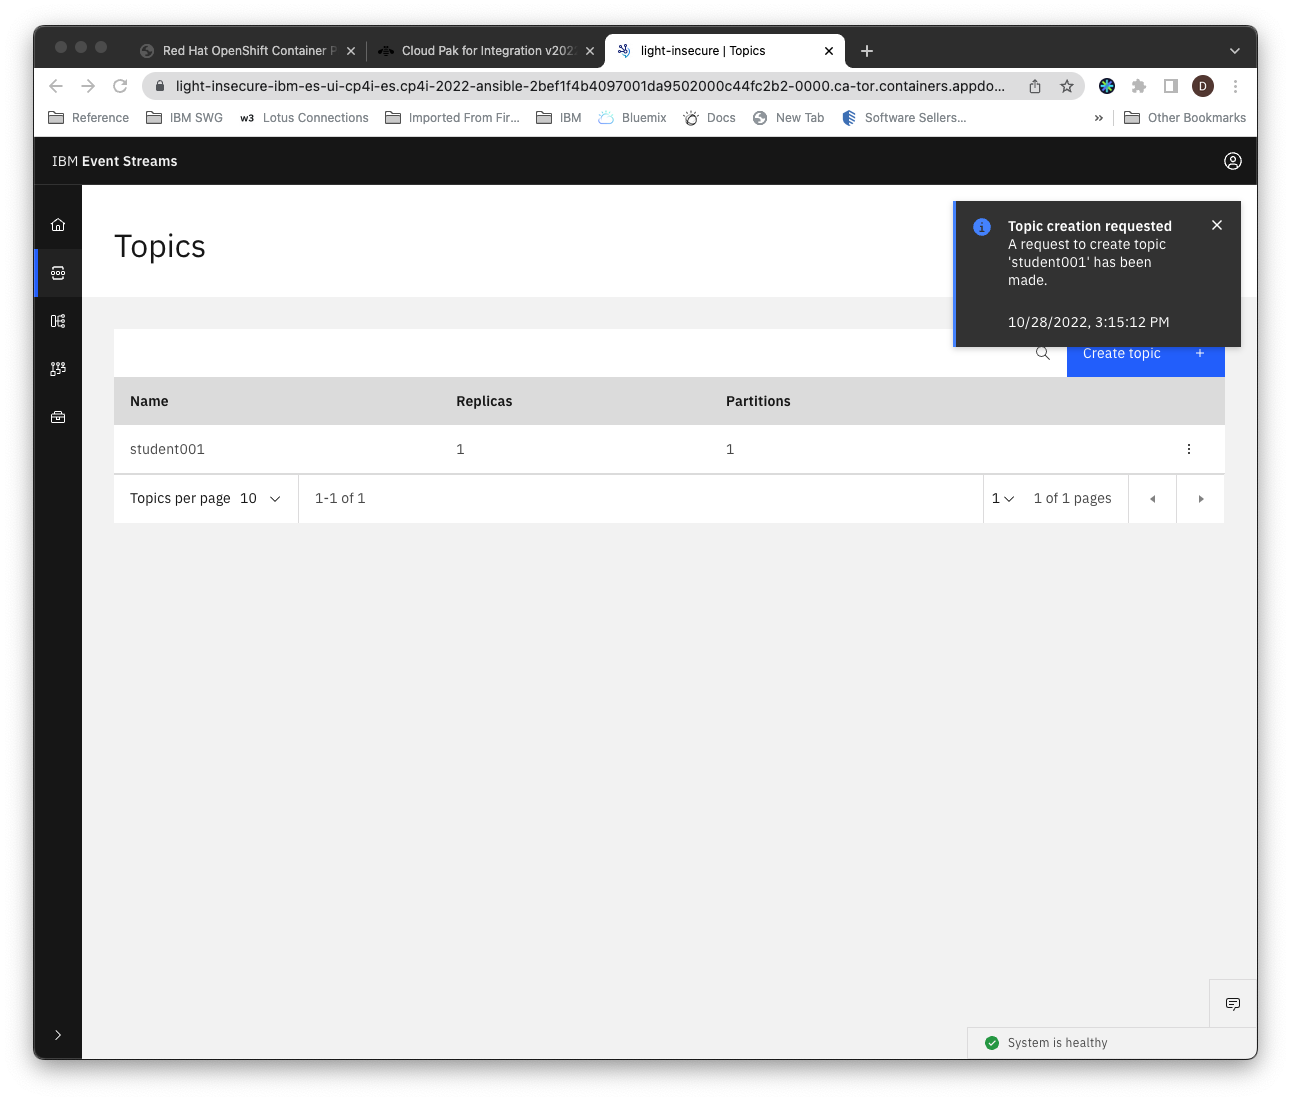 Red Hat OpenShift Container P
Cloud Pak for Integration v202
light-insecure | Topics
light-insecure-ibm-es-ui-cp4i-es.cp4i-2022-ansible-2bef1f4b4097001da9502000c44fc2b2-0000.ca-tor.containers.appdo...
D
Reference
IBM SWG
w3 Lotus Connections
Imported From Fir...
IBM
Bluemix
Docs
New Tab
Software Sellers...
»
Other Bookmarks
IBM Event Streams
Topics
Topic creation requested
A request to create topic
'student001' has been
made.
10/28/2022, 3:15:12 PM
Create topic +
Name Replicas Partitions
student001 1 1
Topics per page 10 1-1 of 1 1 1 of 1 pages
System is healthy